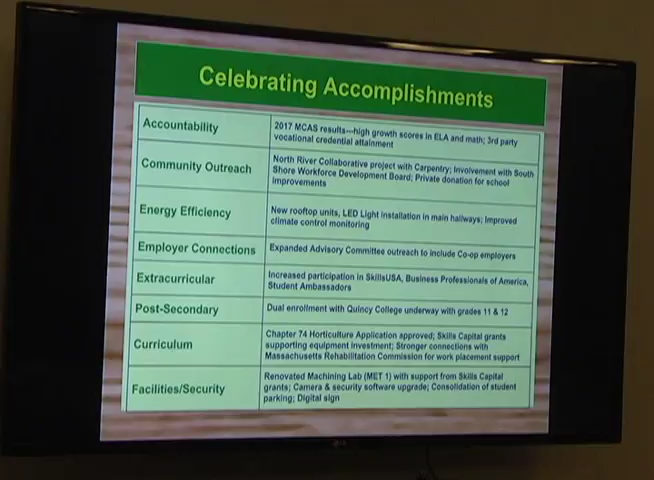 Celebrating Accomplishments
Accountability
2017 MCAS results---high growth scores in ELA and math; 3rd party
vocational credential attainment
Community Outreach
North River Collaborative project with Carpentry; Involvement with South
Shore Workforce Development Board; Private donation for school
improvements
Energy Efficiency
New rooftop units, LED Light installation in main hallways; Improved
climate control monitoring
Employer Connections
Expanded Advisory Committee outreach to include Co-op employers
Extracurricular
Increased participation in SkillsUSA, Business Professionals of America,
Student Ambassadors
Post-Secondary
Dual enrollment with Quincy College underway with grades 11 & 12
Curriculum
Chapter 74 Horticulture Application approved; Skills Capital grants
supporting equipment investment; Stronger connections with
Massachusetts Rehabilitation Commission for work placement support
Facilities/Security
Renovated Machining Lab (MET 1) with support from Skills Capital
grants; Camera & security software upgrade; Consolidation of student
parking; Digital sign
LG